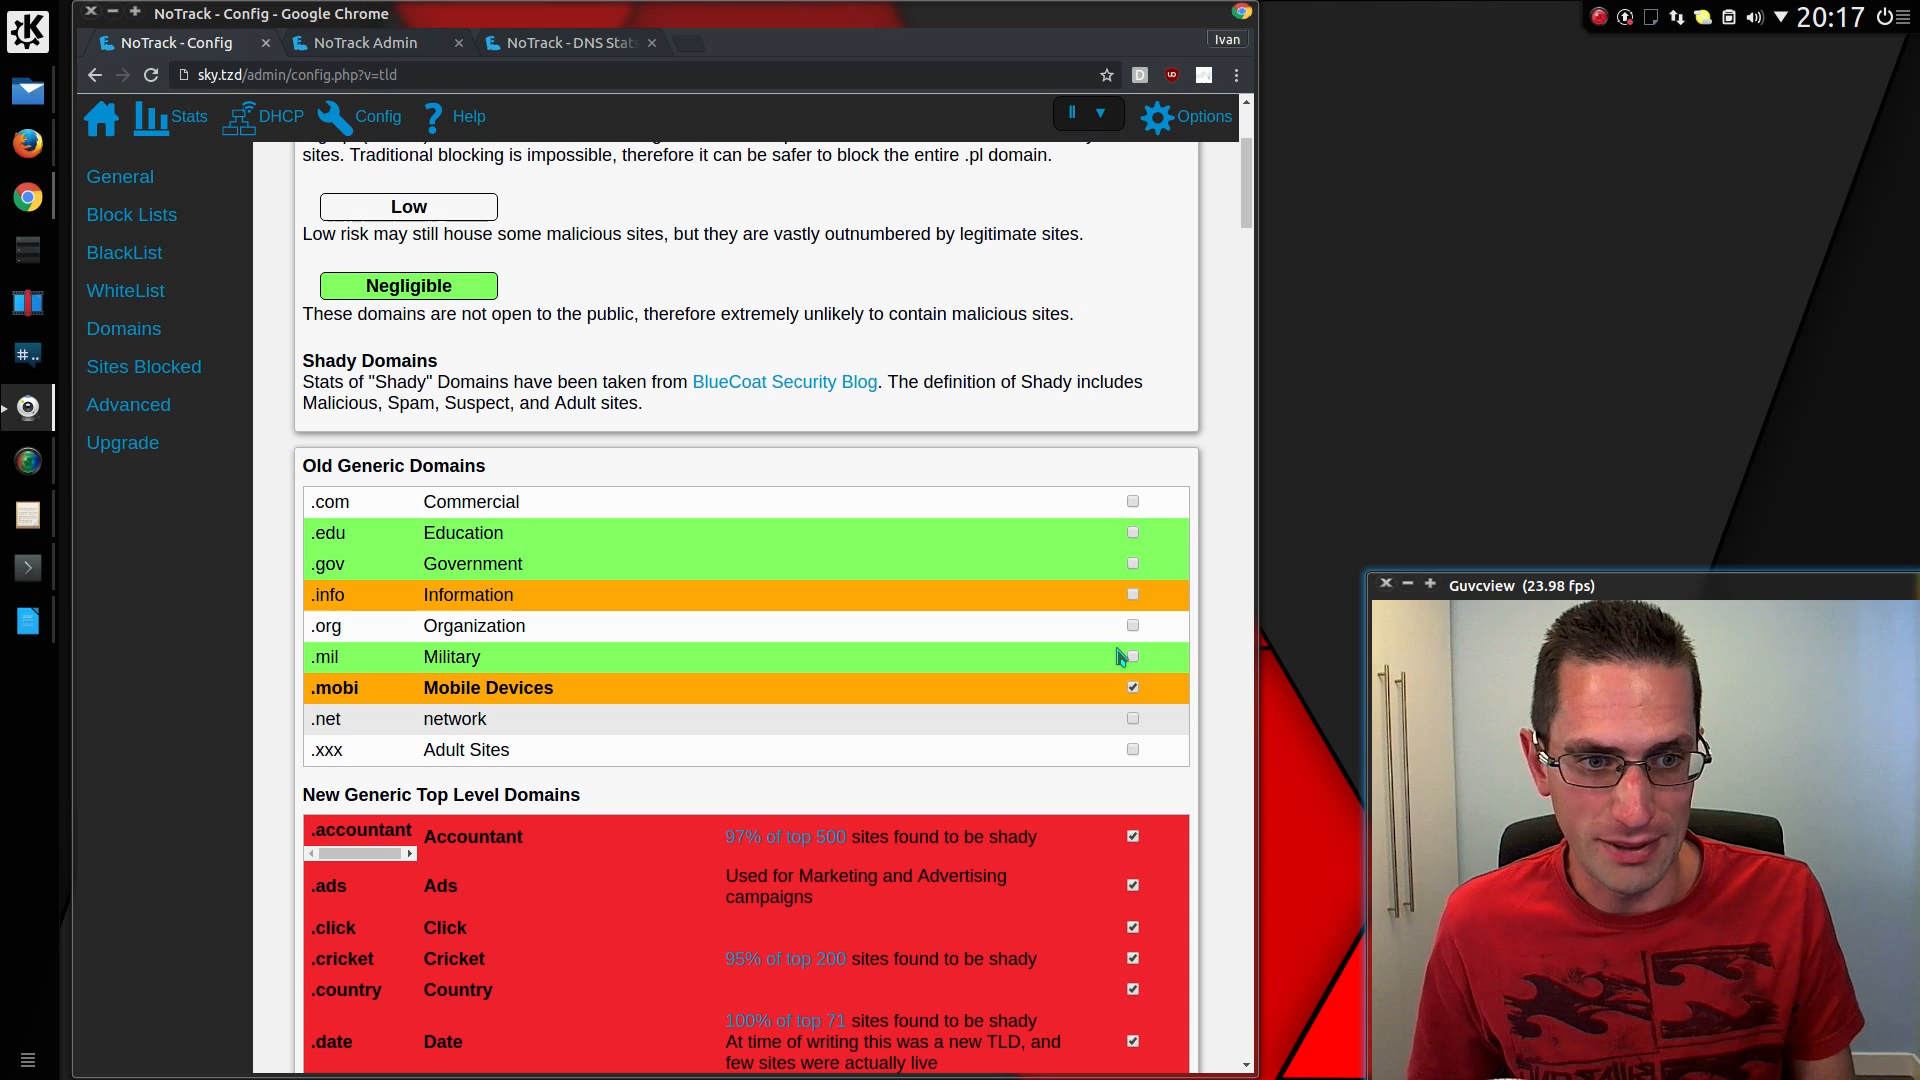 NoTrack - Config - Google Chrome
20:17
NoTrack - Config
NoTrack Admin
NoTrack - DNS Stats
Ivan
sky.tzd/admin/config.php?v=tld
Stats
DHCP
Config
? Help
Options
General
Block Lists
BlackList
WhiteList
Domains
Sites Blocked
Advanced
Upgrade
sites. Traditional blocking is impossible, therefore it can be safer to block the entire .pl domain.
Low
Low risk may still house some malicious sites, but they are vastly outnumbered by legitimate sites.
Negligible
These domains are not open to the public, therefore extremely unlikely to contain malicious sites.
Shady Domains
Stats of "Shady" Domains have been taken from BlueCoat Security Blog. The definition of Shady includes
Malicious, Spam, Suspect, and Adult sites.
Old Generic Domains
.com Commercial
.edu Education
.gov Government
.info Information
.org Organization
.mil Military
.mobi Mobile Devices
.net network
.xxx Adult Sites
New Generic Top Level Domains
.accountant Accountant 97% of top 500 sites found to be shady
.ads Ads Used for Marketing and Advertising
campaigns
.click Click
.cricket Cricket 95% of top 200 sites found to be shady
.country Country
.date Date 100% of top 71 sites found to be shady
At time of writing this was a new TLD, and
few sites were actually live
Guvcview (23.98 fps)